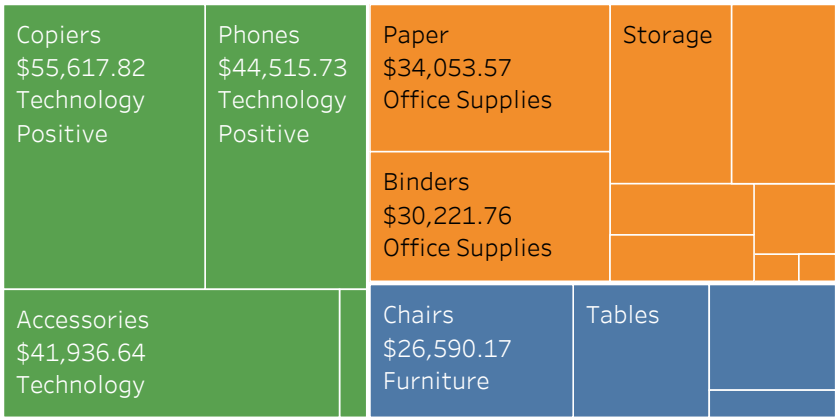 Copiers
$55,617.82
Technology
Positive
Phones
$44,515.73
Technology
Positive
Accessories
$41,936.64
Technology
Paper
$34,053.57
Office Supplies
Binders
$30,221.76
Office Supplies
Storage
Chairs
$26,590.17
Furniture
Tables